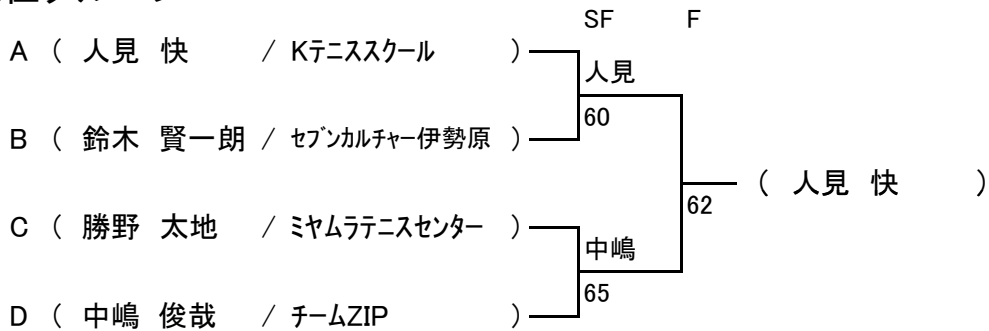 SF F
A ( 人見 快 / Kテニススクール )
人見
60
B ( 鈴木 賢一朗 / セブンカルチャー伊勢原 )
( 人見 快 )
62
C ( 勝野 太地 / ミヤムラテニスセンター )
中嶋
65
D ( 中嶋 俊哉 / チームZIP )